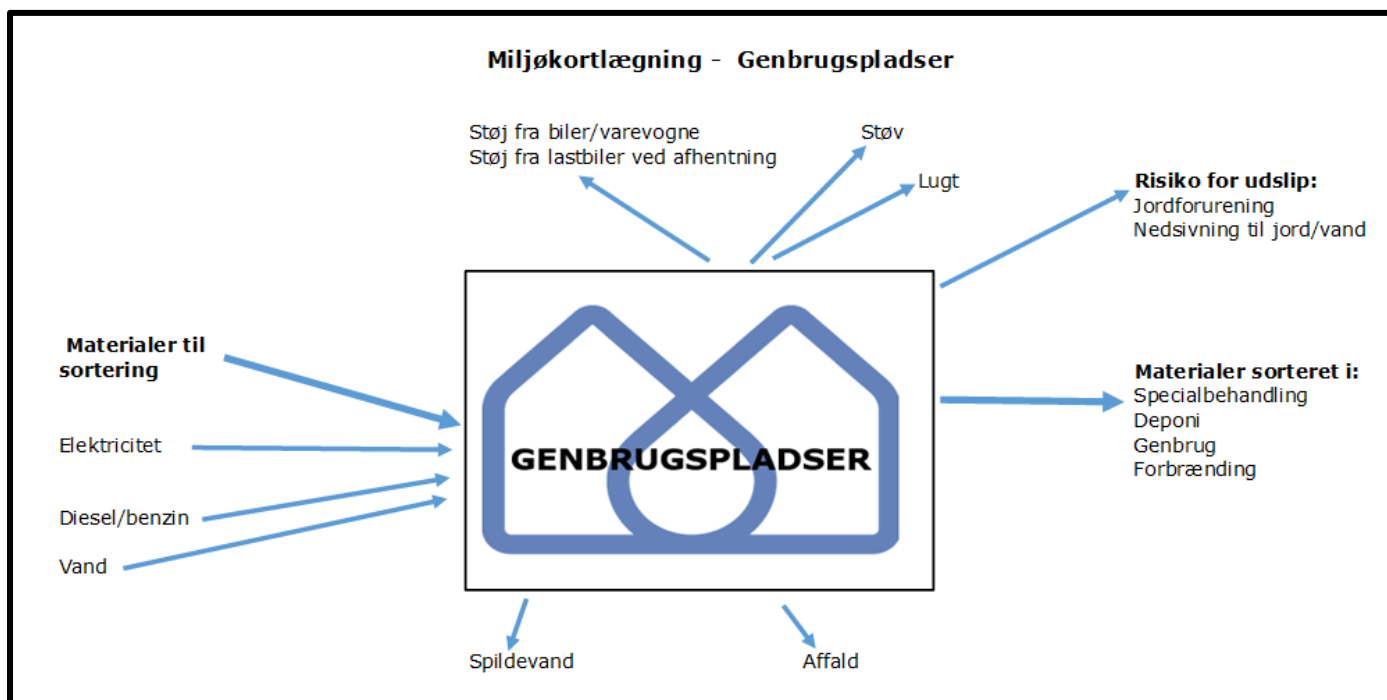 Miljøkortlægning - Genbrugspladser
Støj fra biler/varevogne
Støj fra lastbiler ved afhentning
Støv
Lugt
Risiko for udslip:
Jordforurening
Nedsivning til jord/vand
Materialer til
sortering
Elektricitet
Diesel/benzin
Vand
GENBRUGSPLADSER
Materialer sorteret i:
Specialbehandling
Deponi
Genbrug
Forbrænding
Spildevand
Affald